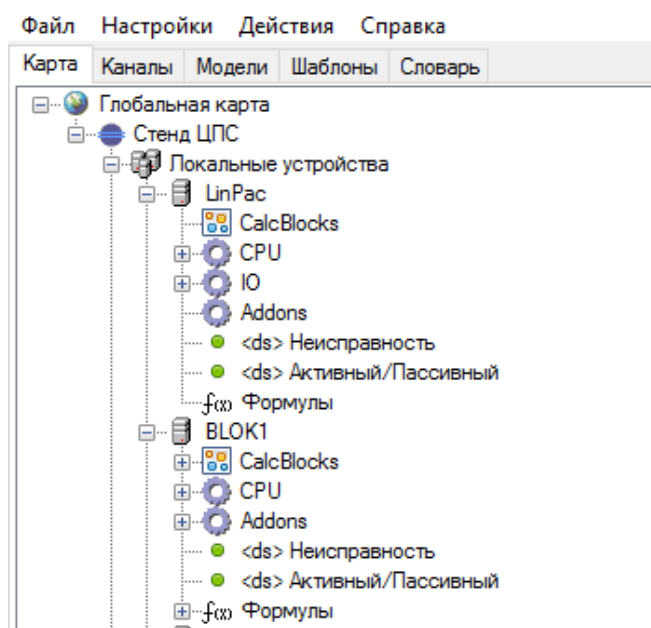 Файл Настройки Действия Справка
Карта Каналы Модели Шаблоны Словарь
Глобальная карта
Стенд ЦПС
Локальные устройства
LinPac
CalcBlocks
CPU
IO
Addons
<ds> Неисправность
<ds> Активный/Пассивный
f(x) Формулы
BLOK1
CalcBlocks
CPU
Addons
<ds> Неисправность
<ds> Активный/Пассивный
f(x) Формулы